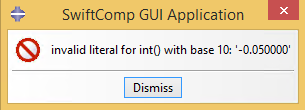 SwiftComp GUI Application
invalid literal for int() with base 10: '-0.050000'
Dismiss